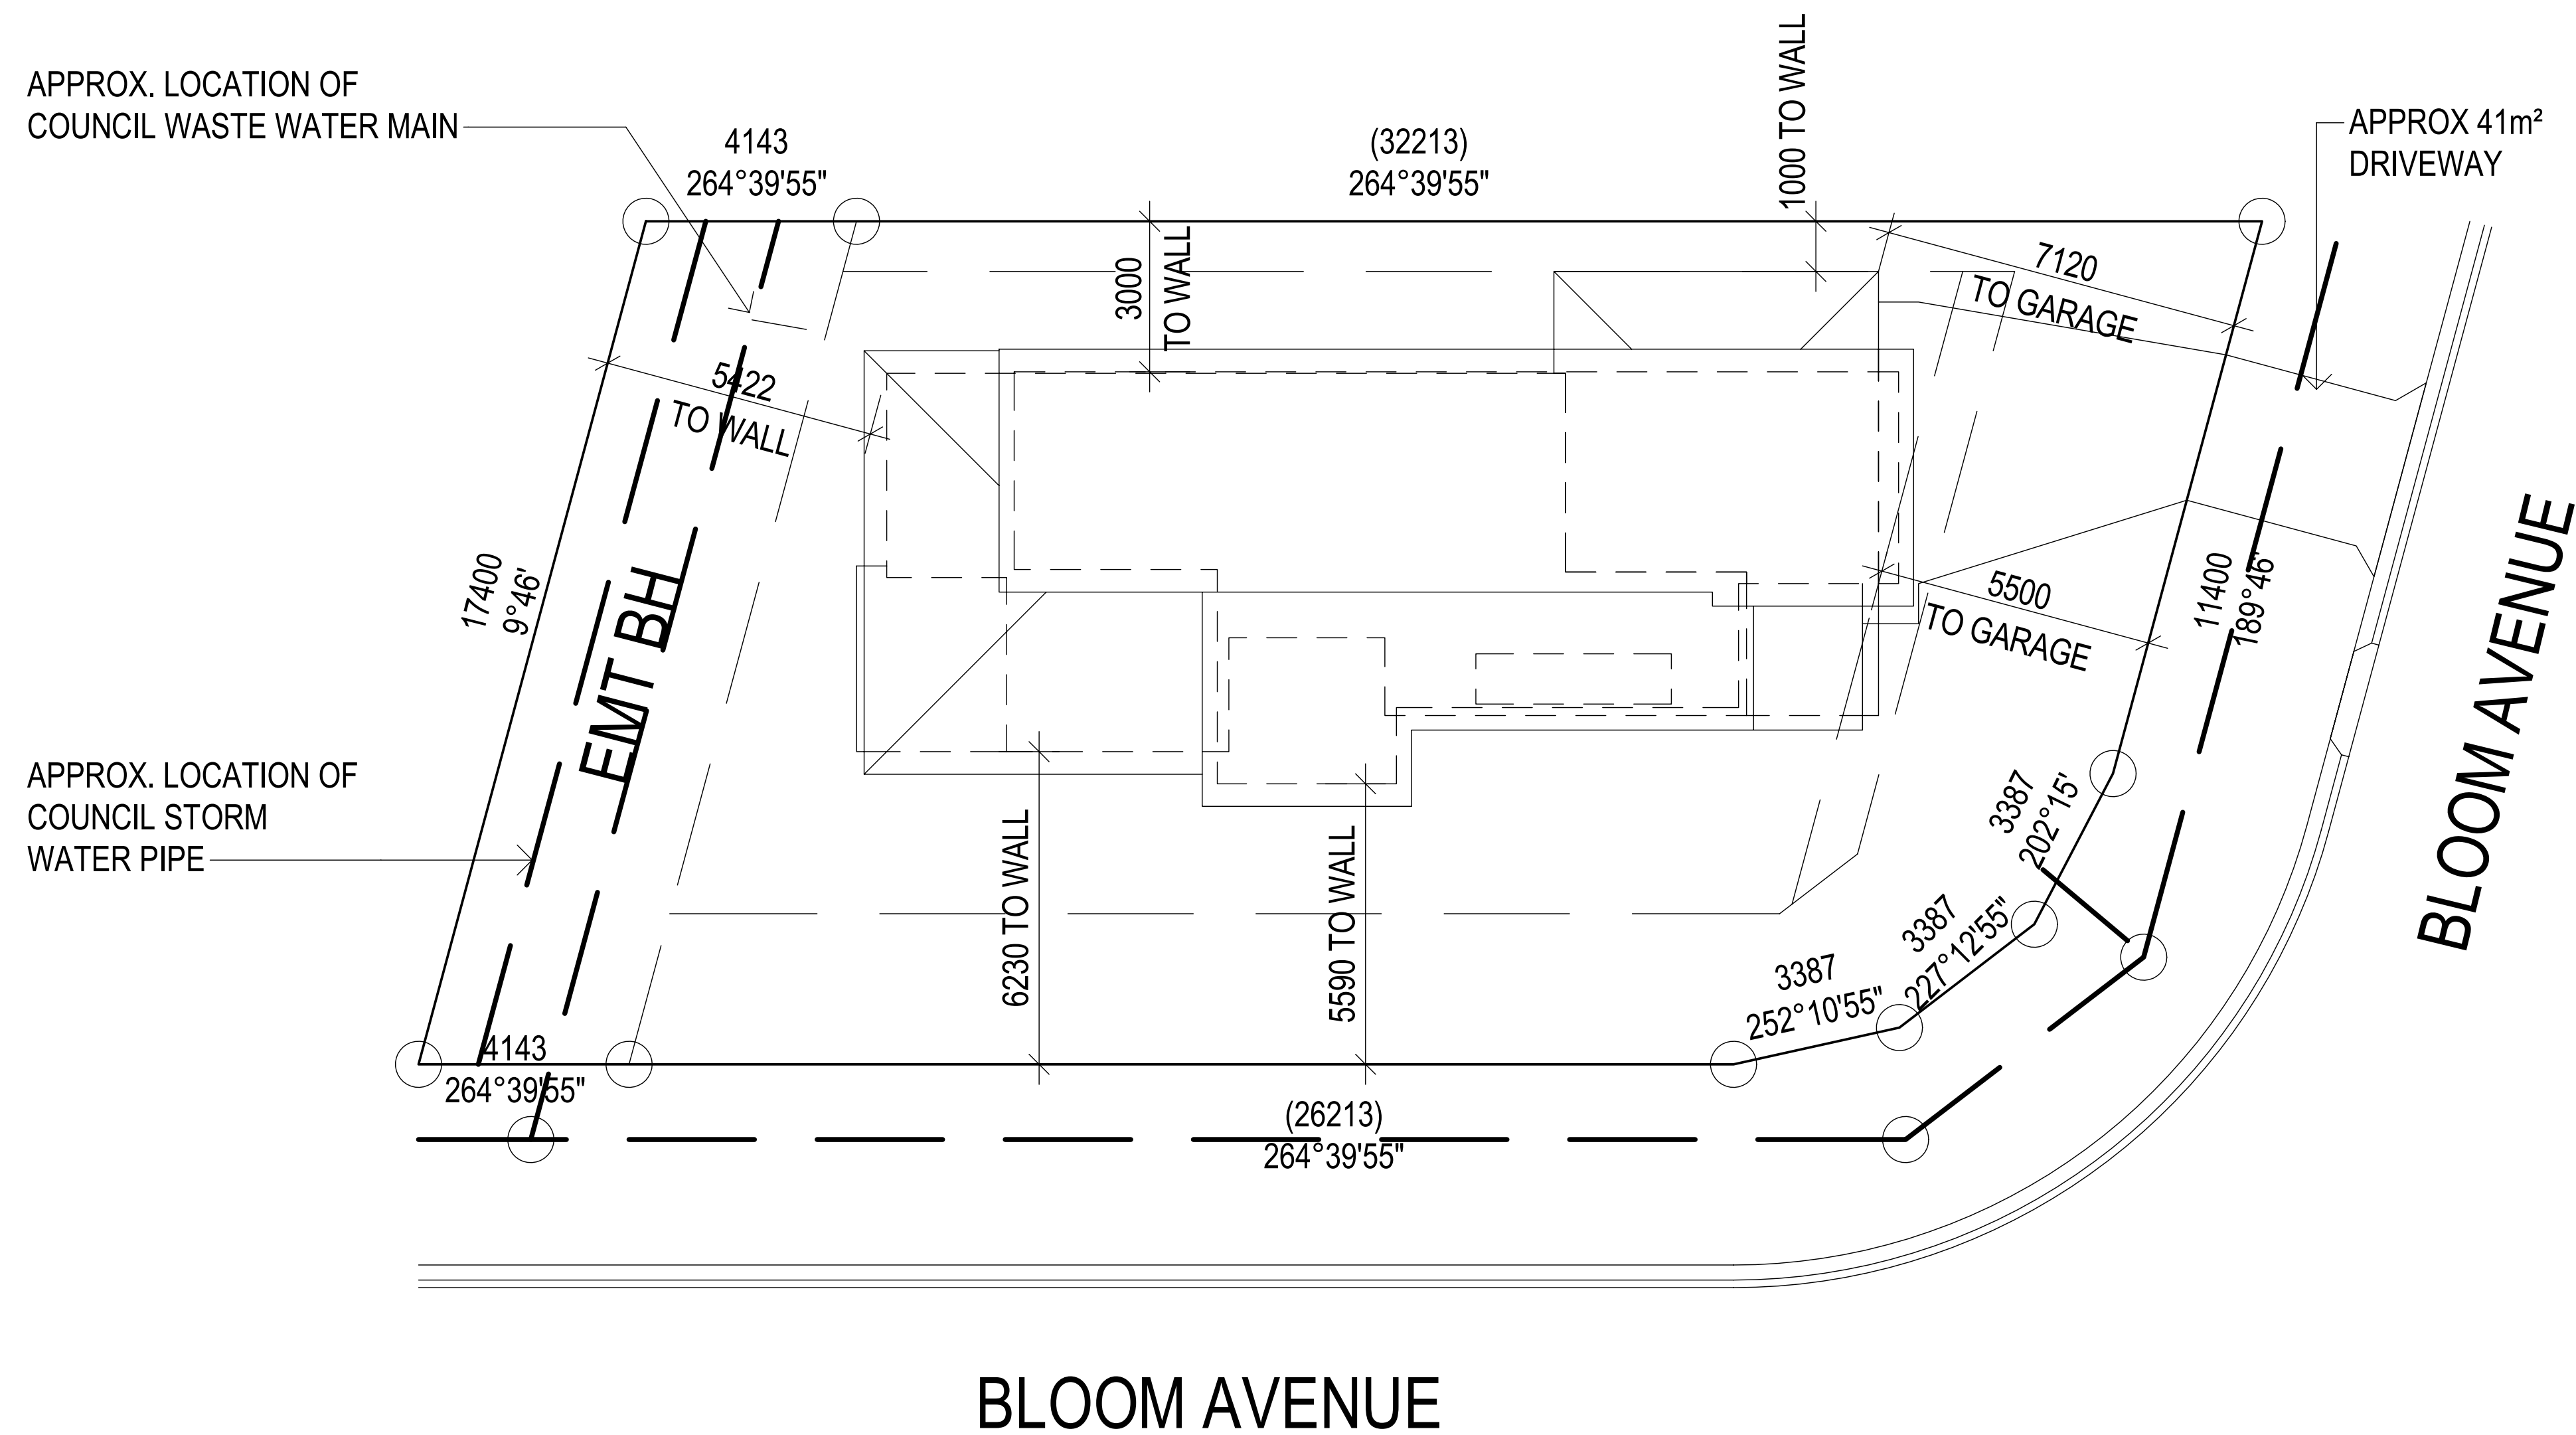 APPROX. LOCATION OF
COUNCIL WASTE WATER MAIN
4143
264°39'55"
(32213)
264°39'55"
1000 TO WALL
APPROX 41m²
DRIVEWAY
3000
TO WALL
7120
TO GARAGE
5422
TO WALL
17400
9°46'
EMT BH
5500
TO GARAGE
11400
189°46'
BLOOM AVENUE
APPROX. LOCATION OF
COUNCIL STORM
WATER PIPE
6230 TO WALL
5590 TO WALL
3387
202°15'
3387
227°12'55"
3387
252°10'55"
4143
264°39'55"
(26213)
264°39'55"
BLOOM AVENUE